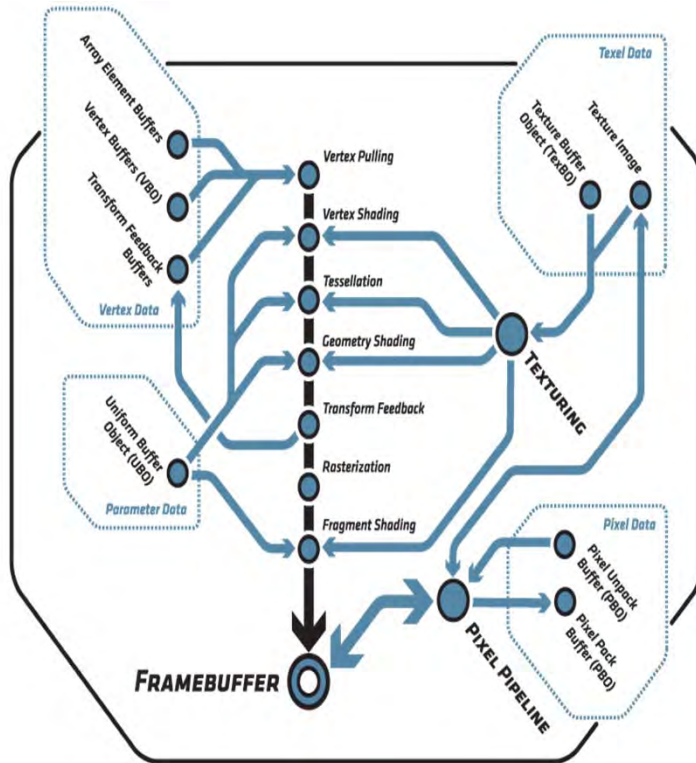 Array Element Buffers
Vertex Buffers (VBO)
Transform Feedback
Buffers
Vertex Data
Vertex Pulling
Vertex Shading
Tessellation
Geometry Shading
Transform Feedback
Rasterization
Fragment Shading
Texel Data
Texture Buffer
Object (TexBO)
Texture Image
TEXTURING
Uniform Buffer
Object (UBO)
Parameter Data
Pixel Data
Pixel Unpack
Buffer (PBO)
Pixel Pack
Buffer (PBO)
PIXEL PIPELINE
FRAMEBUFFER